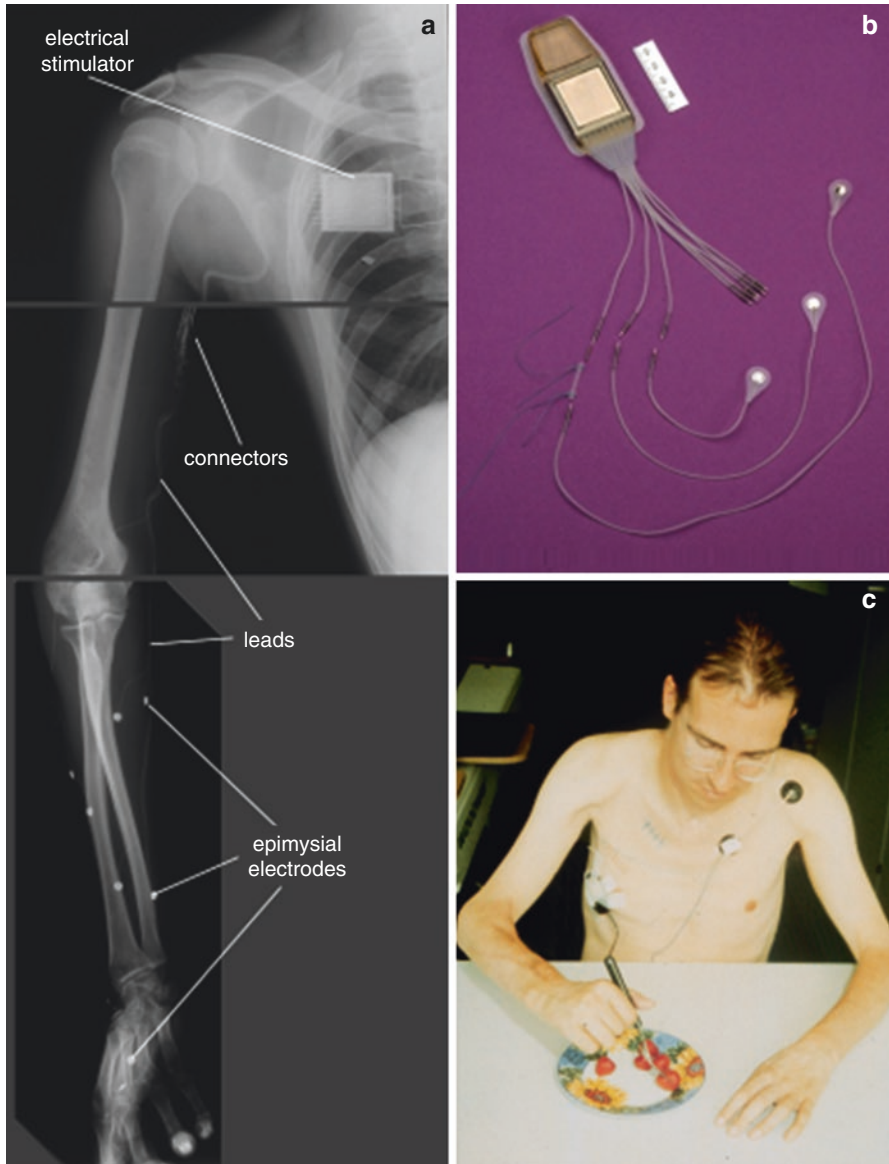 a
electrical
stimulator
connectors
leads
epimysial
electrodes
b
c